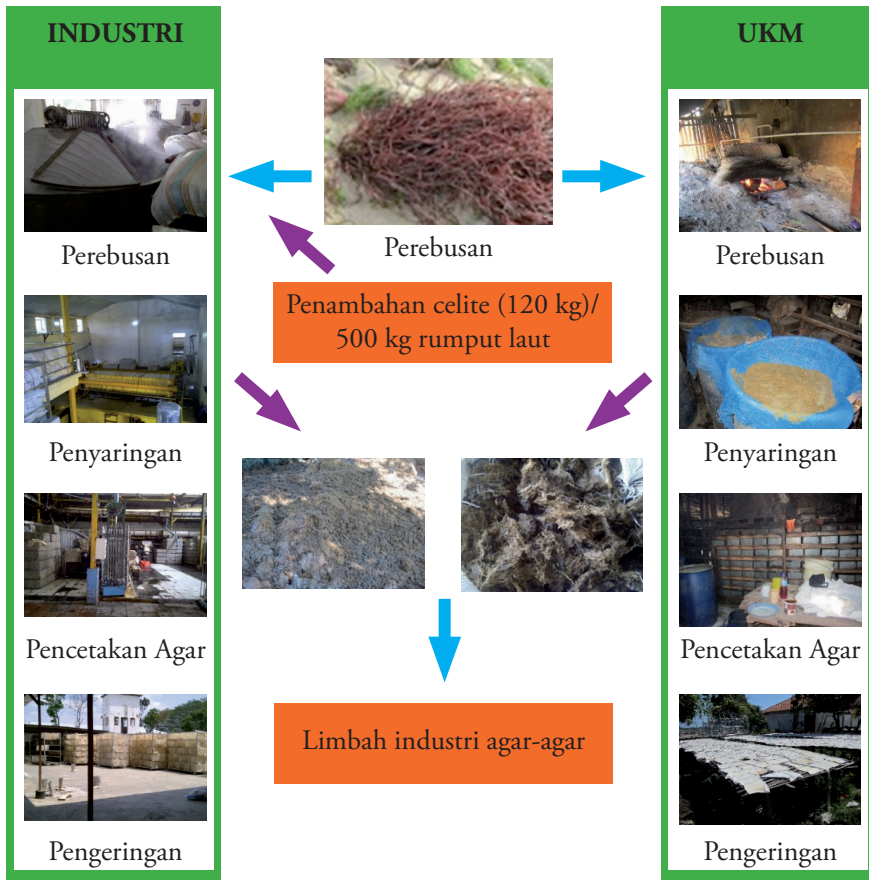 INDUSTRI
Perebusan
Penyaringan
Pencetakan Agar
Pengeringan
Perebusan
Penambahan celite (120 kg)/
500 kg rumput laut
Limbah industri agar-agar
UKM
Perebusan
Penyaringan
Pencetakan Agar
Pengeringan